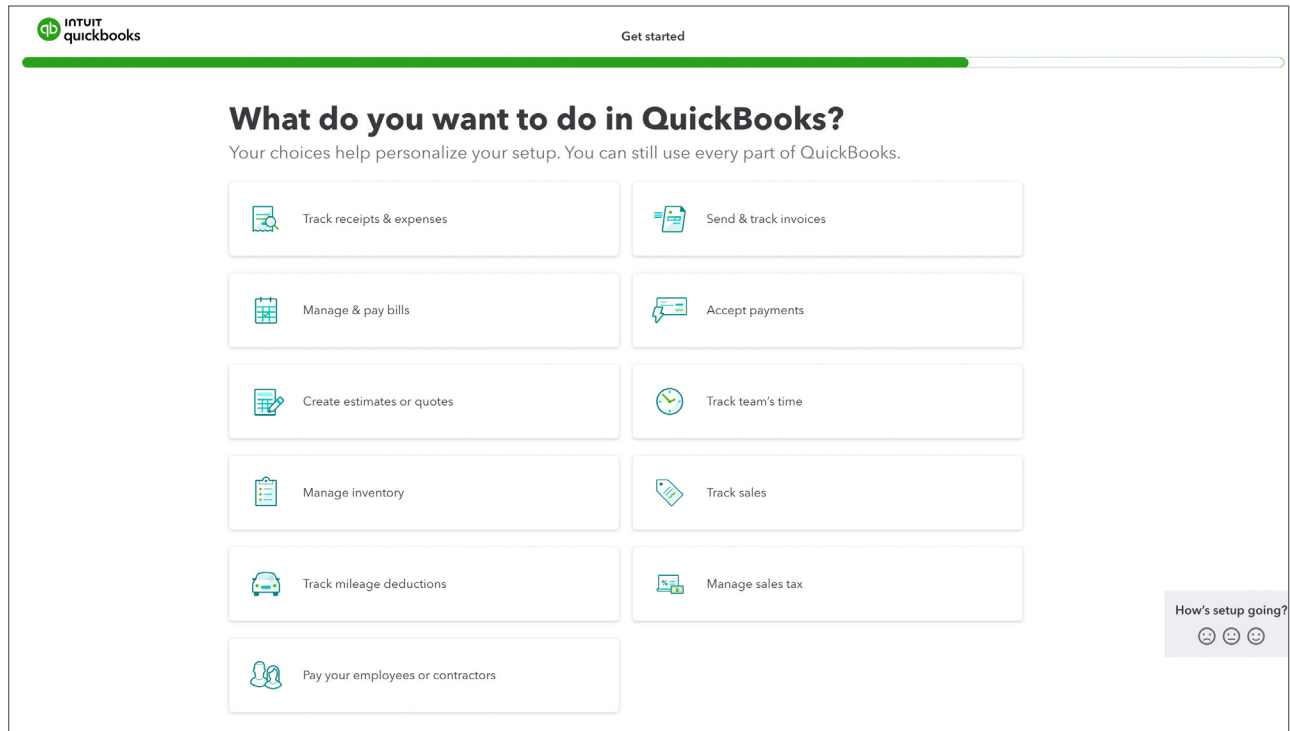 INTUIT
quickbooks
Get started
What do you want to do in QuickBooks?
Your choices help personalize your setup. You can still use every part of QuickBooks.
Track receipts & expenses
Send & track invoices
Manage & pay bills
Accept payments
Create estimates or quotes
Track team's time
Manage inventory
Track sales
Track mileage deductions
Manage sales tax
Pay your employees or contractors
How's setup going?